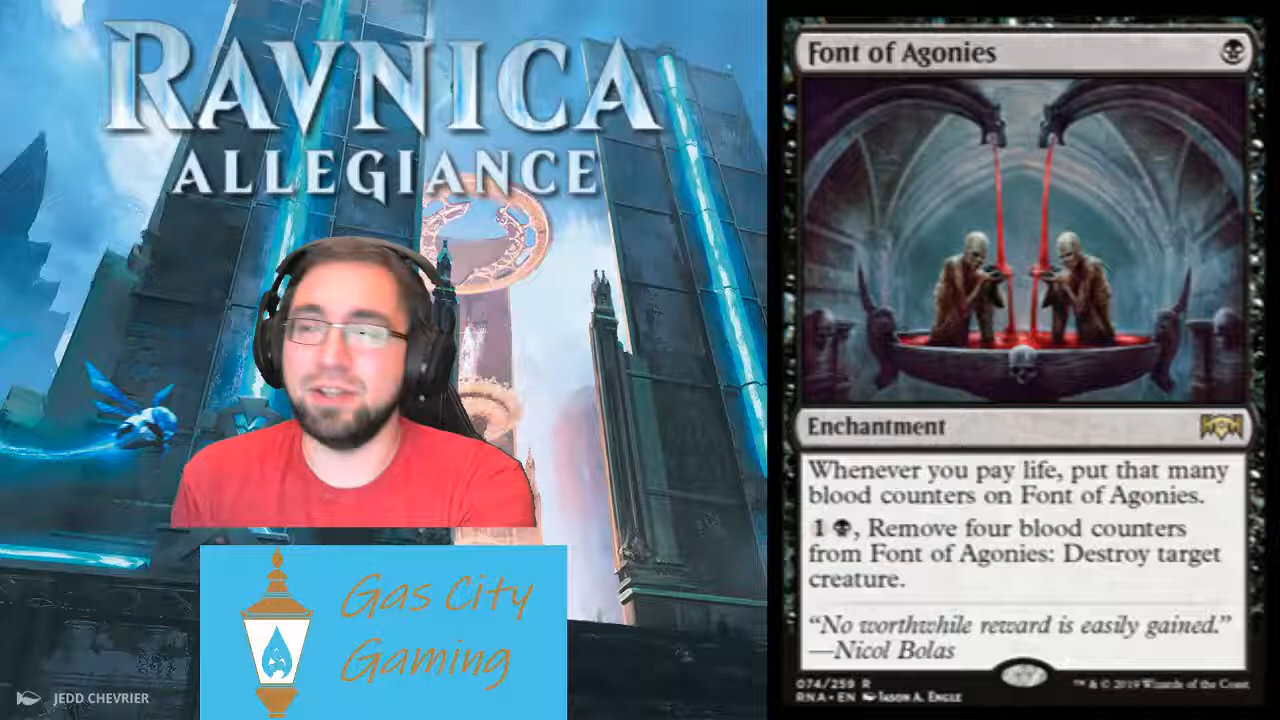 RAVNICA
ALLEGIANCE
Gas City
Gaming
JEDD CHEVRIER
Font of Agonies
Enchantment
Whenever you pay life, put that many
blood counters on Font of Agonies.
1 , Remove four blood counters
from Font of Agonies: Destroy target
creature.
“No worthwhile reward is easily gained.”
—Nicol Bolas
074/259 R
RNA • EN JASON A. ENGLE
™ & © 2019 Wizards of the Coast